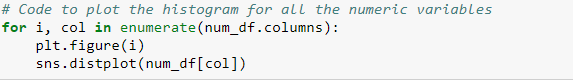 # Code to plot the histogram for all the numeric variables
for i, col in enumerate(num_df.columns):
    plt.figure(i)
    sns.distplot(num_df[col])